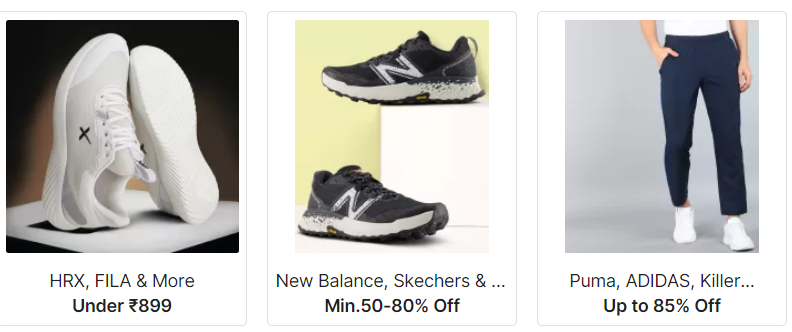 HRX, FILA & More
Under ₹899
New Balance, Skechers & ...
Min.50-80% Off
Puma, ADIDAS, Killer...
Up to 85% Off